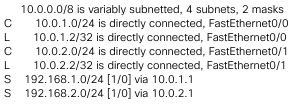 10.0.0.0/8 is variably subnetted, 4 subnets, 2 masks
C 10.0.1.0/24 is directly connected, FastEthernet0/0
L 10.0.1.2/32 is directly connected, FastEthernet0/0
C 10.0.2.0/24 is directly connected, FastEthernet0/1
L 10.0.2.2/32 is directly connected, FastEthernet0/1
S 192.168.1.0/24 [1/0] via 10.0.1.1
S 192.168.2.0/24 [1/0] via 10.0.2.1